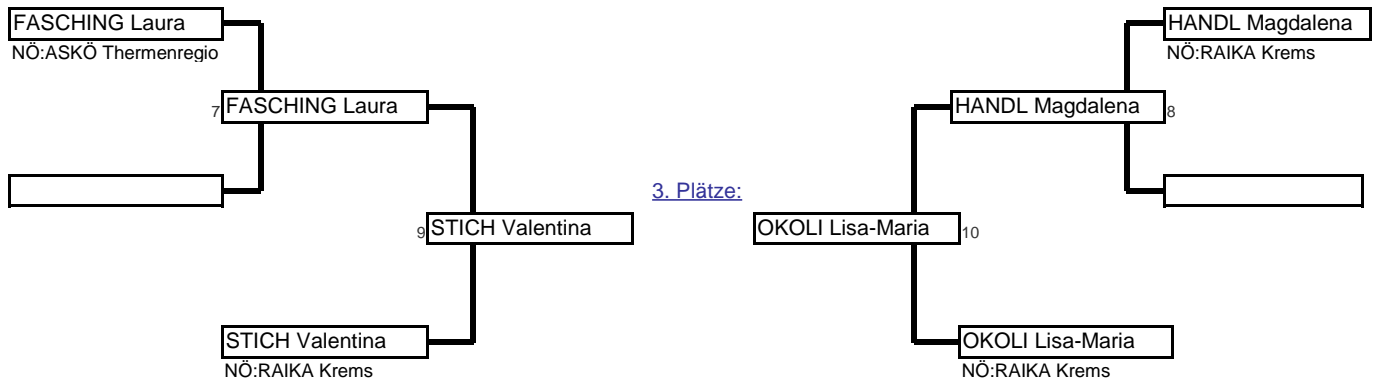 FASCHING Laura
NÖ:ASKÖ Thermenregio
7 FASCHING Laura
9 STICH Valentina
STICH Valentina
NÖ:RAIKA Krems
3. Plätze:
HANDL Magdalena
NÖ:RAIKA Krems
HANDL Magdalena 8
OKOLI Lisa-Maria 10
OKOLI Lisa-Maria
NÖ:RAIKA Krems